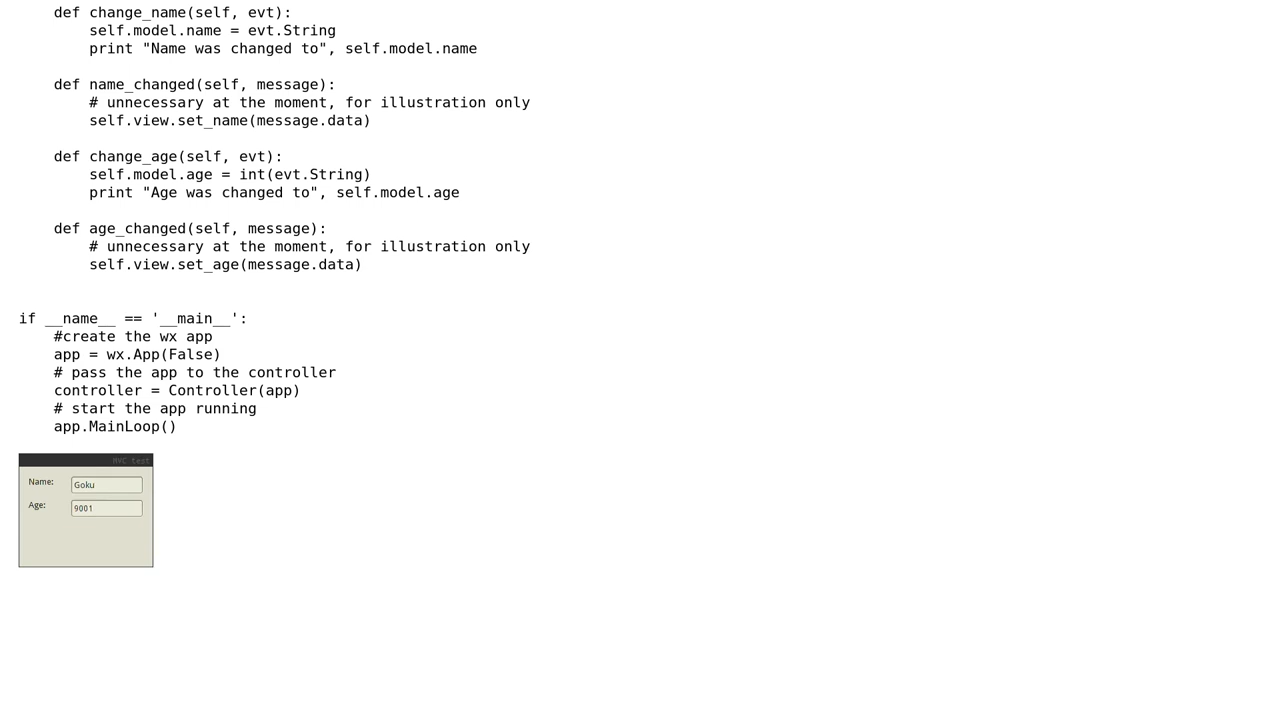 def change_name(self, evt):
self.model.name = evt.String
print "Name was changed to", self.model.name
def name_changed(self, message):
# unnecessary at the moment, for illustration only
self.view.set_name(message.data)
def change_age(self, evt):
self.model.age = int(evt.String)
print "Age was changed to", self.model.age
def age_changed(self, message):
# unnecessary at the moment, for illustration only
self.view.set_age(message.data)
if __name__ == '__main__':
#create the wx app
app = wx.App(False)
# pass the app to the controller
controller = Controller(app)
# start the app running
app.MainLoop()
MVC test
Name: Goku
Age: 9001